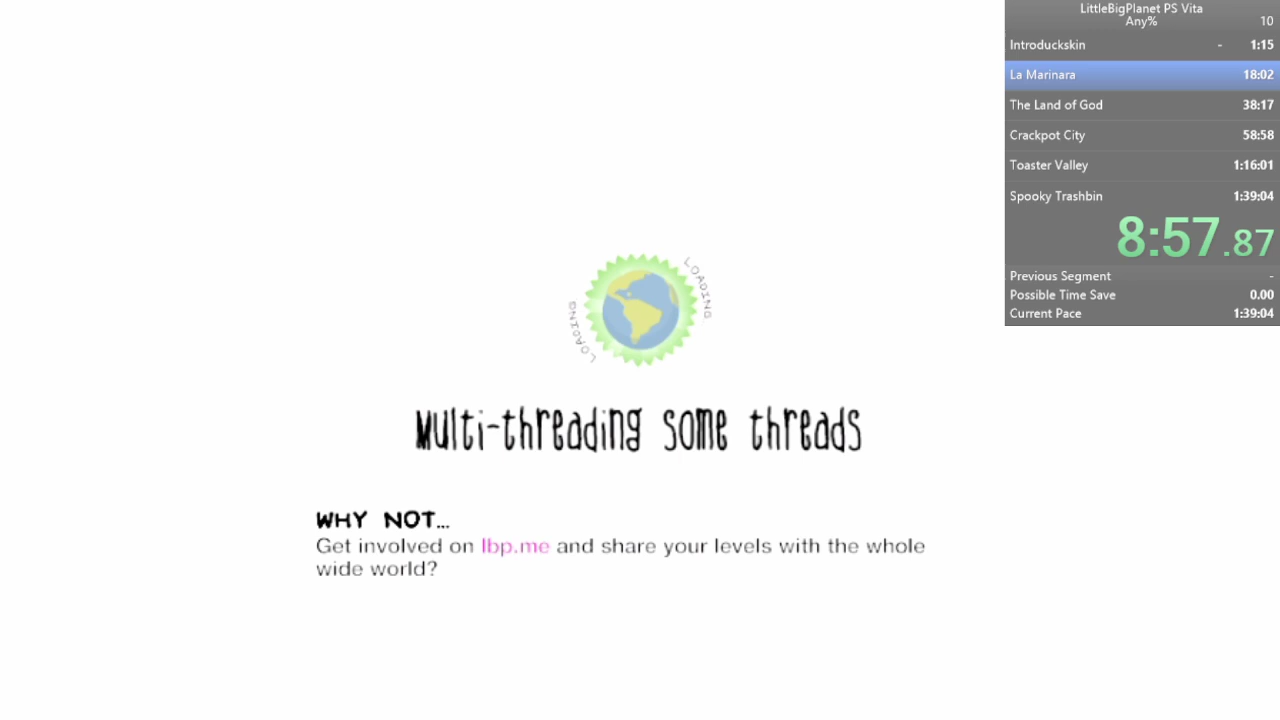 LittleBigPlanet PS Vita
Any% 10
Introduckskin - 1:15
La Marinara 18:02
The Land of God 38:17
Crackpot City 58:58
Toaster Valley 1:16:01
Spooky Trashbin 1:39:04
8:57.87
Previous Segment -
Possible Time Save 0.00
Current Pace 1:39:04
LOADING
LOADING
Multi-threading some threads
WHY NOT...
Get involved on lbp.me and share your levels with the whole
wide world?